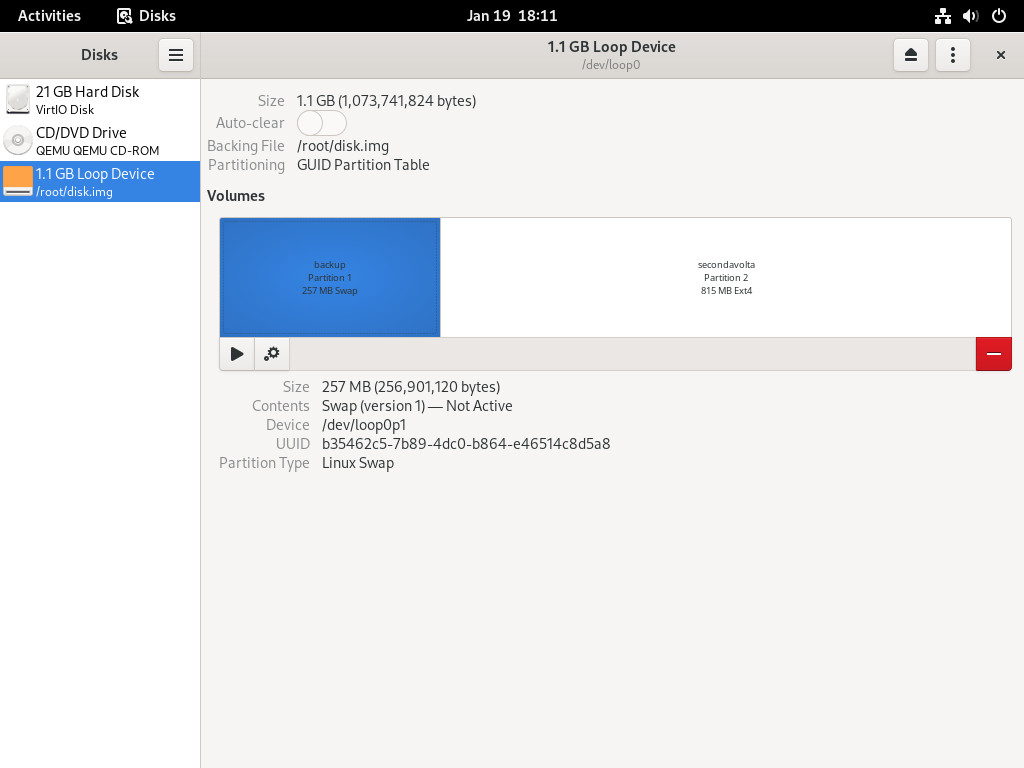 Activities
Disks
Jan 19 18:11
Disks
1.1 GB Loop Device
/dev/loop0
21 GB Hard Disk
VirtIO Disk
CD/DVD Drive
QEMU QEMU CD-ROM
1.1 GB Loop Device
/root/disk.img
Size 1.1 GB (1,073,741,824 bytes)
Auto-clear
Backing File /root/disk.img
Partitioning GUID Partition Table
Volumes
backup
Partition 1
257 MB Swap
secondavolta
Partition 2
815 MB Ext4
Size 257 MB (256,901,120 bytes)
Contents Swap (version 1) — Not Active
Device /dev/loop0p1
UUID b35462c5-7b89-4dc0-b864-e46514c8d5a8
Partition Type Linux Swap